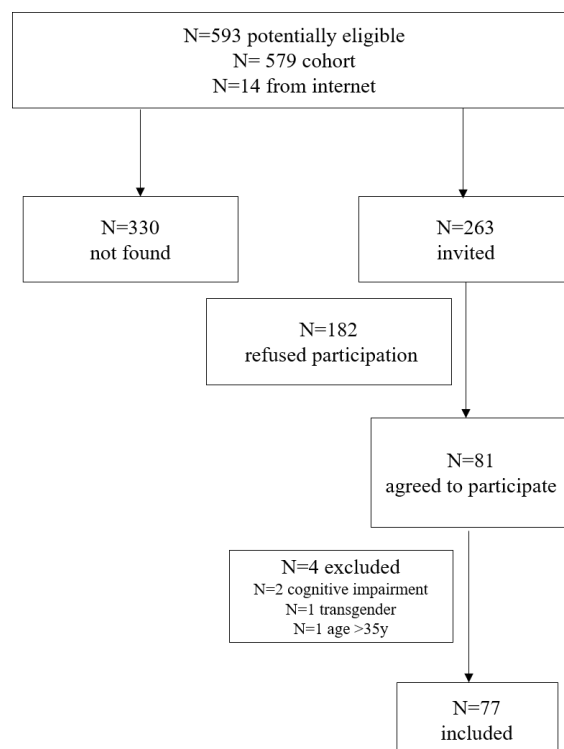 N=593 potentially eligible
N= 579 cohort
N=14 from internet
N=330
not found
N=263
invited
N=182
refused participation
N=81
agreed to participate
N=4 excluded
N=2 cognitive impairment
N=1 transgender
N=1 age >35y
N=77
included